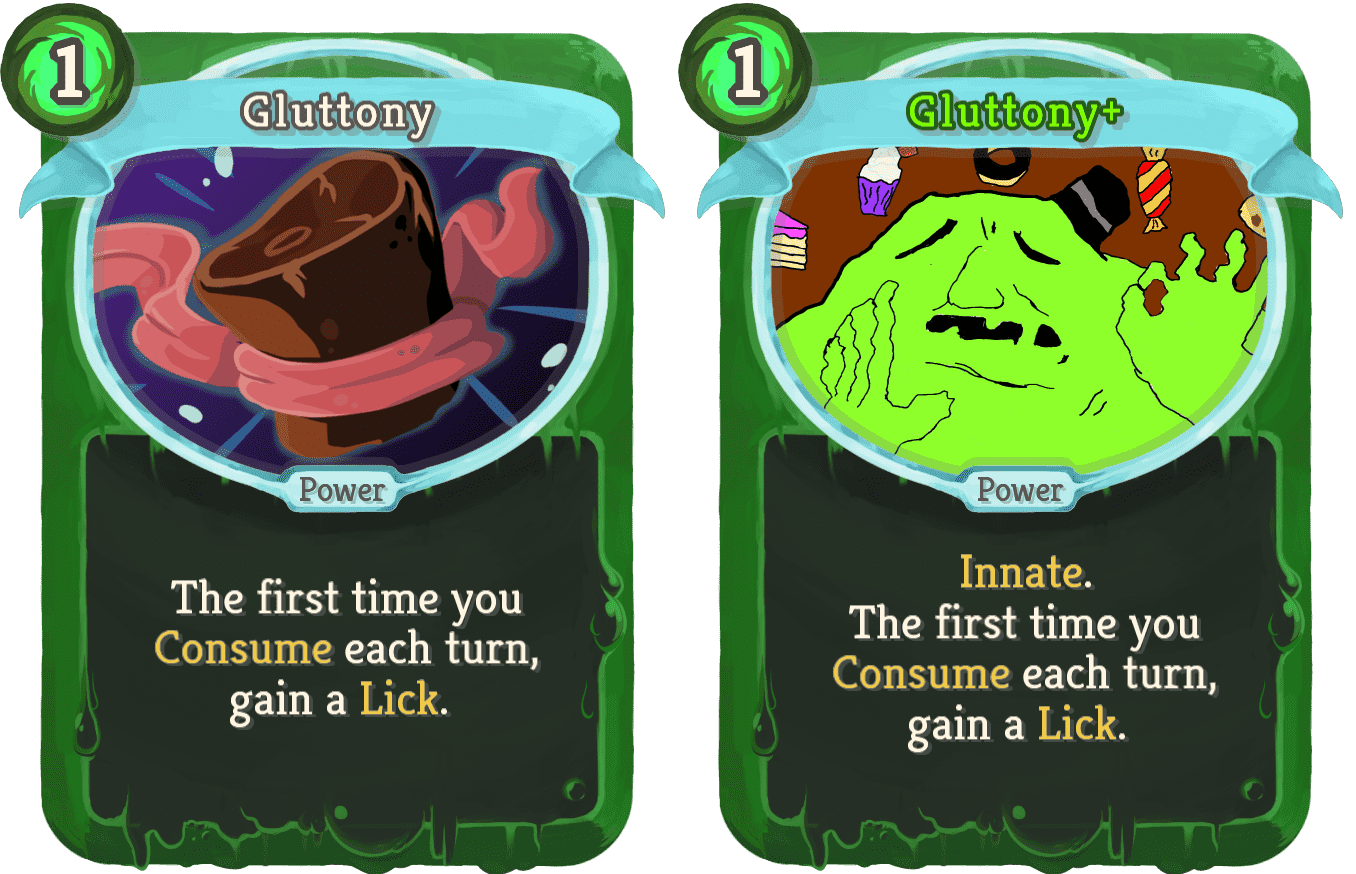 1
Gluttony
Power
The first time you
Consume each turn,
gain a Lick.
1
Gluttony+
Power
Innate.
The first time you
Consume each turn,
gain a Lick.